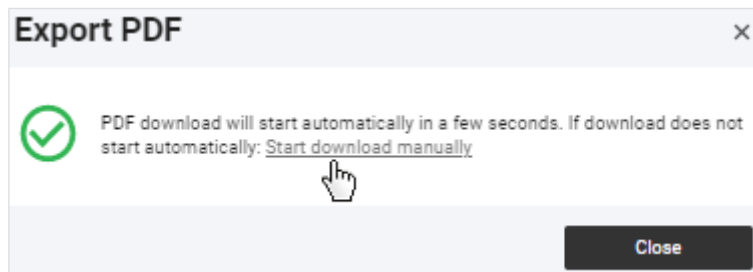 Export PDF
PDF download will start automatically in a few seconds. If download does not
start automatically: Start download manually
Close